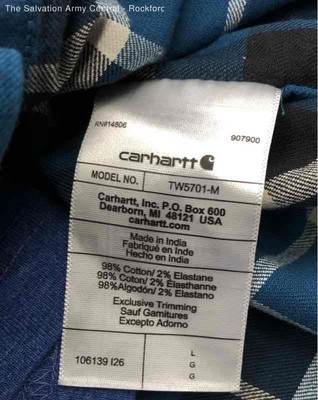 The Salvation Army Central - Rockford
RN#14806
907900
carhartt
MODEL NO.
TW5701-M
Carhartt, Inc. P.O. Box 600
Dearborn, MI 48121 USA
carhartt.com
Made in India
Fabriqué en Inde
Hecho en India
98% Cotton/ 2% Elastane
98% Coton/ 2% Elasthanne
98%Algodón/ 2% Elastano
Exclusive Trimming
Sauf Garnitures
Excepto Adorno
106139 I26
L
G
G